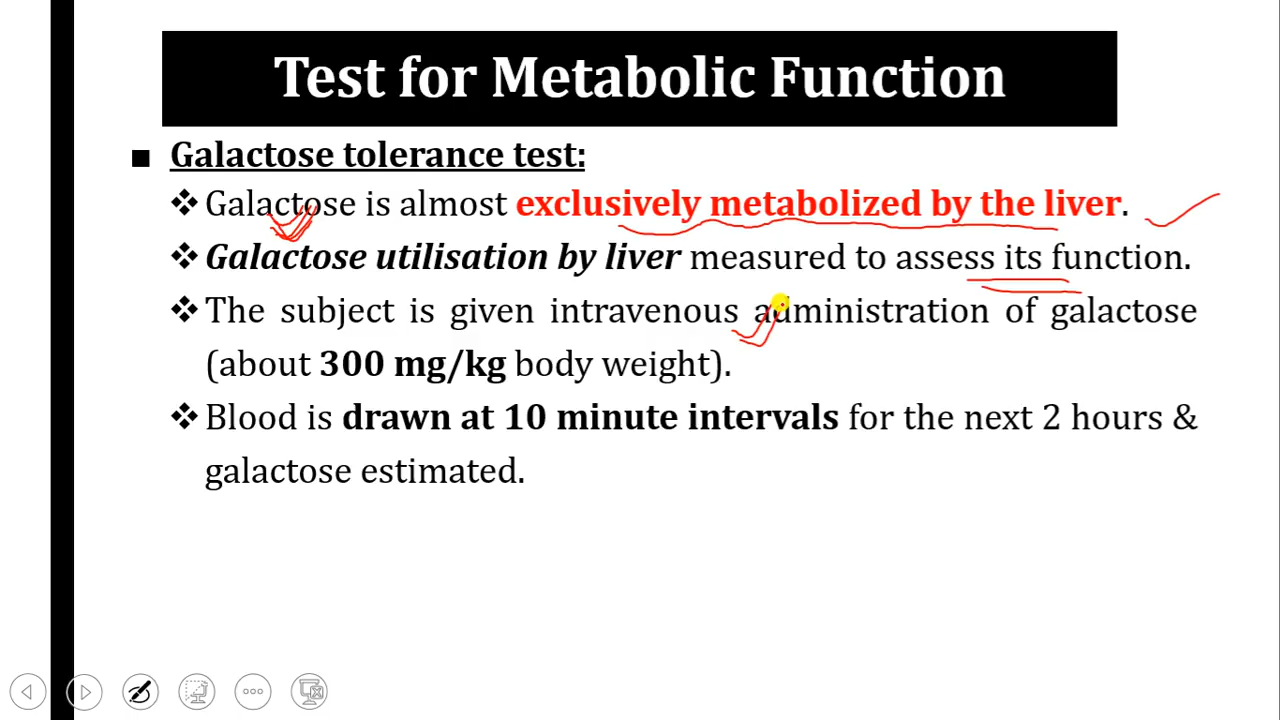 Test for Metabolic Function
■ Galactose tolerance test:
❖ Galactose is almost exclusively metabolized by the liver.
❖ Galactose utilisation by liver measured to assess its function.
❖ The subject is given intravenous administration of galactose
(about 300 mg/kg body weight).
❖ Blood is drawn at 10 minute intervals for the next 2 hours &
galactose estimated.